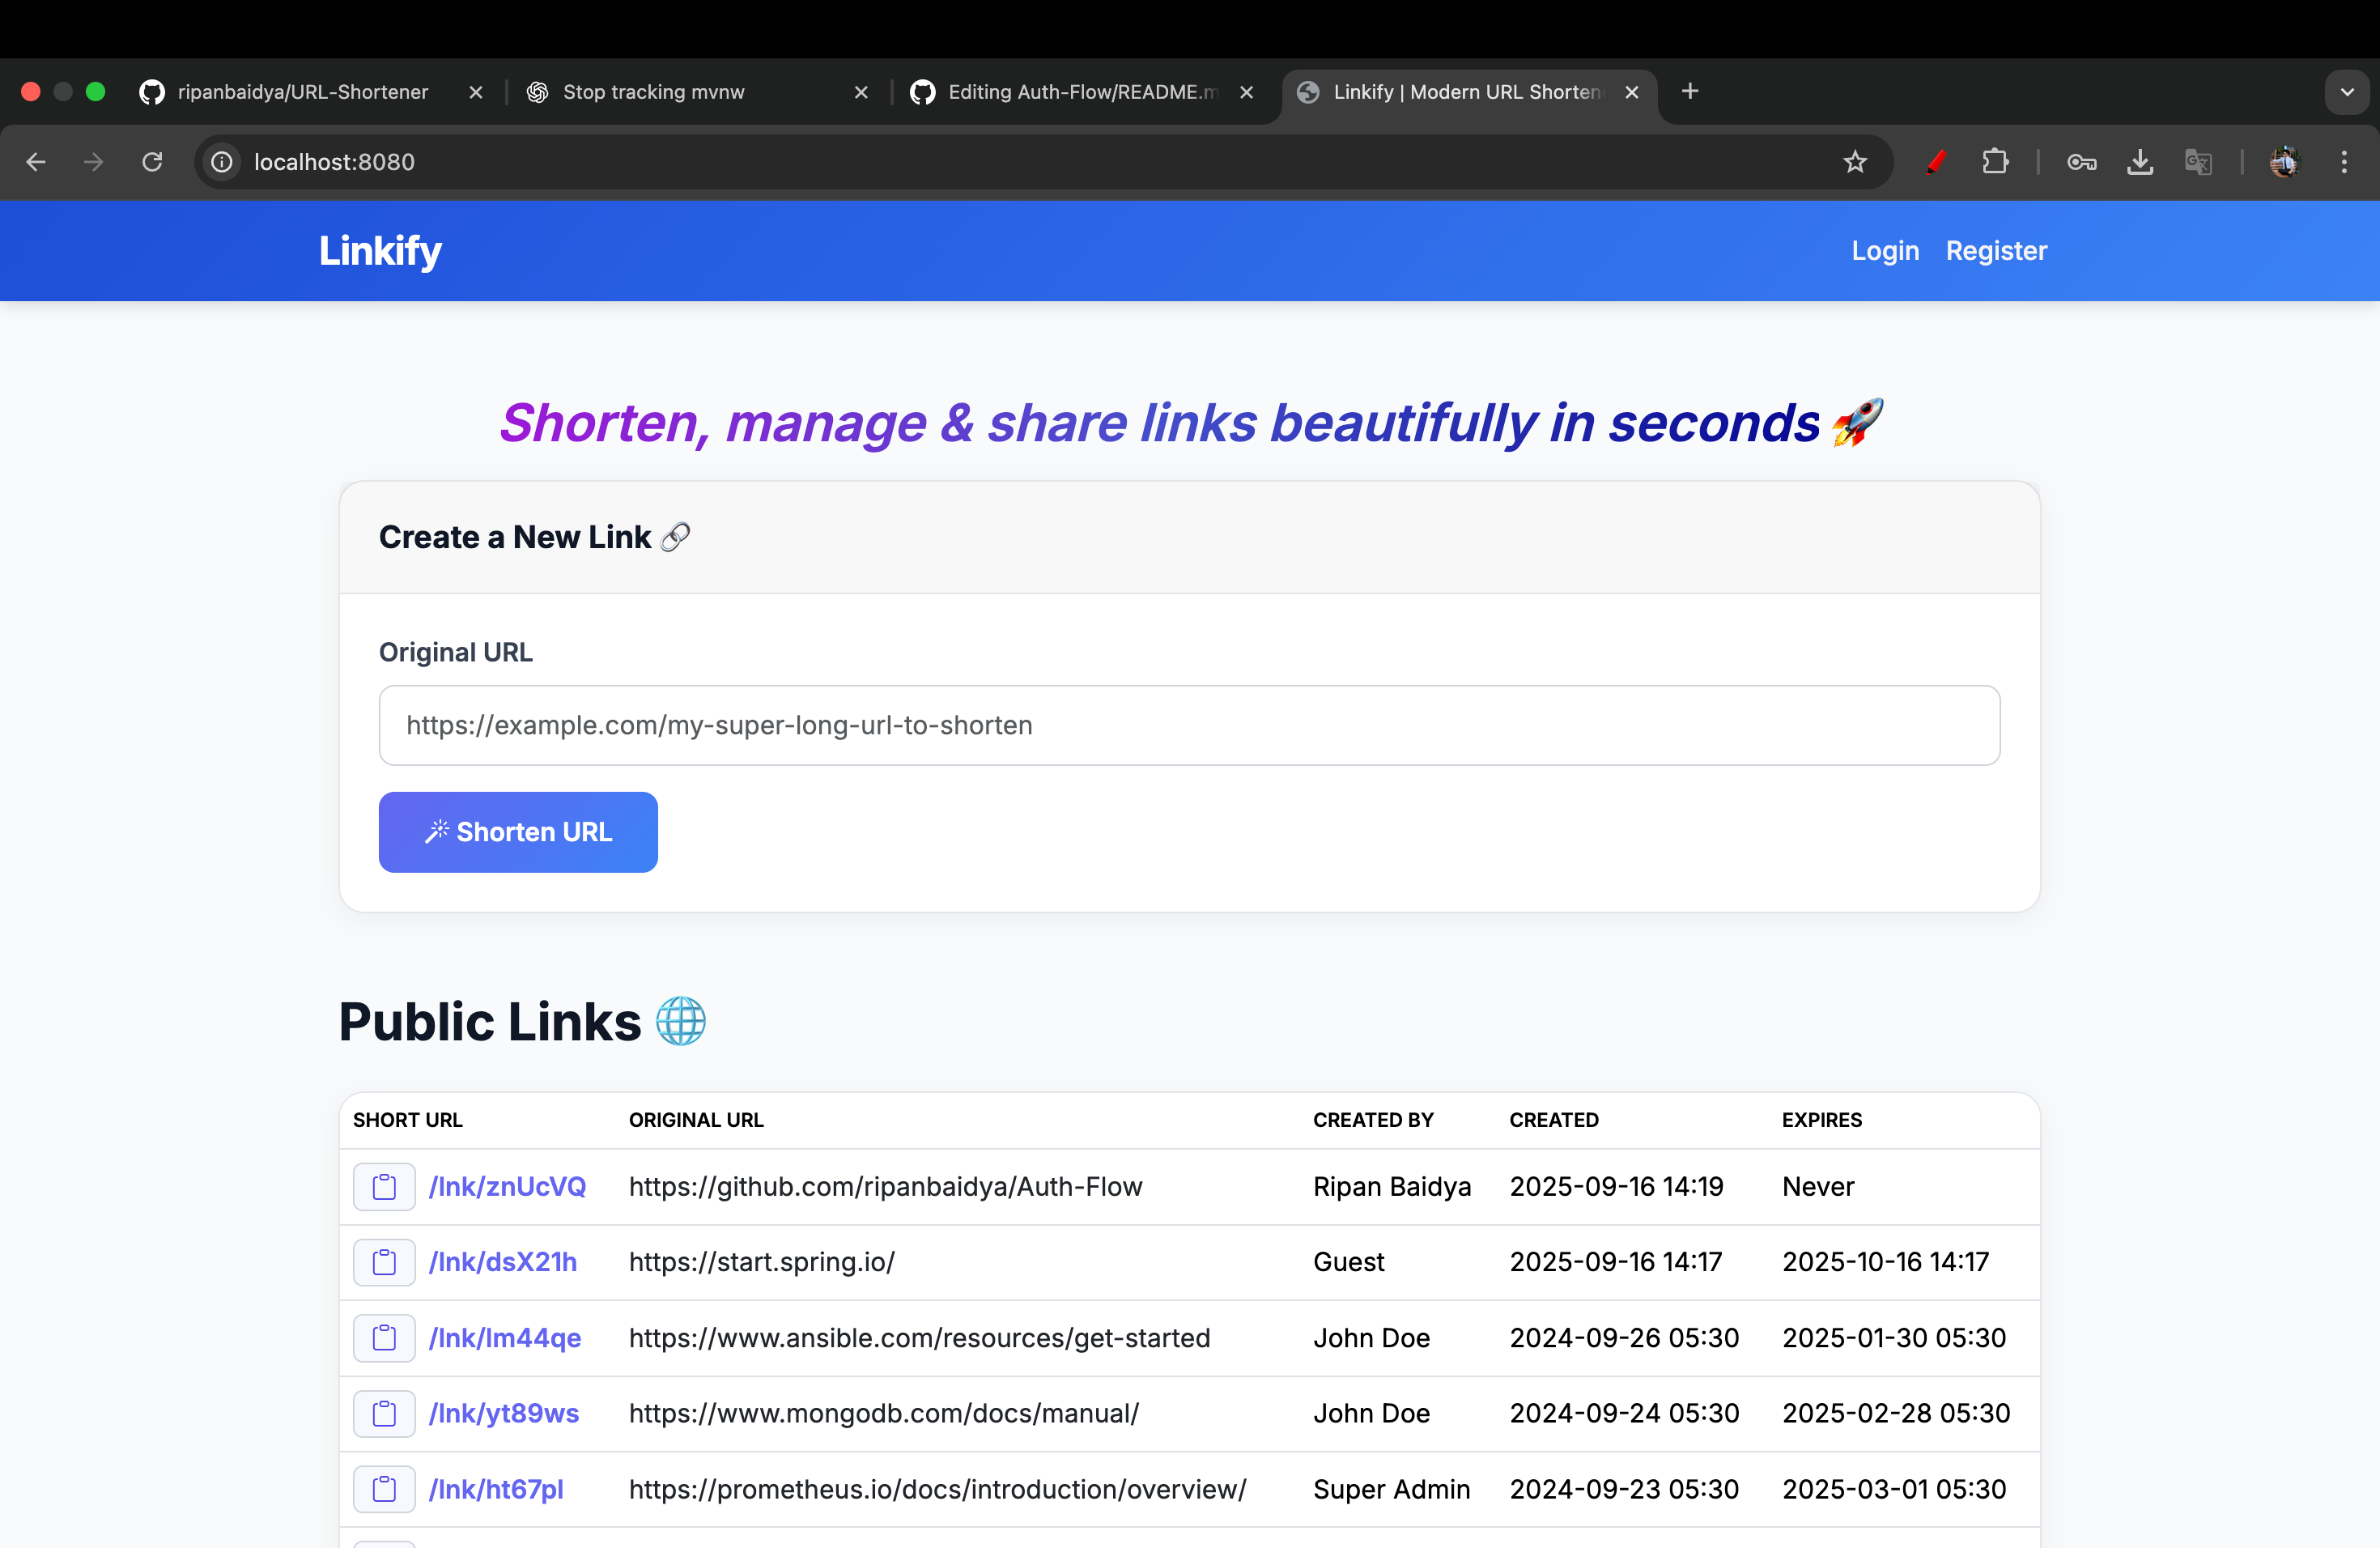 ripanbaidya/URL-Shortener
Stop tracking mvnw
Editing Auth-Flow/README.m
Linkify | Modern URL Shorten
localhost:8080
Linkify
Login
Register
Shorten, manage & share links beautifully in seconds 🚀
Create a New Link 🔗
Original URL
https://example.com/my-super-long-url-to-shorten
Shorten URL
Public Links 🌐
SHORT URL ORIGINAL URL CREATED BY CREATED EXPIRES
/lnk/znUcVQ https://github.com/ripanbaidya/Auth-Flow Ripan Baidya 2025-09-16 14:19 Never
/lnk/dsX21h https://start.spring.io/ Guest 2025-09-16 14:17 2025-10-16 14:17
/lnk/lm44qe https://www.ansible.com/resources/get-started John Doe 2024-09-26 05:30 2025-01-30 05:30
/lnk/yt89ws https://www.mongodb.com/docs/manual/ John Doe 2024-09-24 05:30 2025-02-28 05:30
/lnk/ht67pl https://prometheus.io/docs/introduction/overview/ Super Admin 2024-09-23 05:30 2025-03-01 05:30